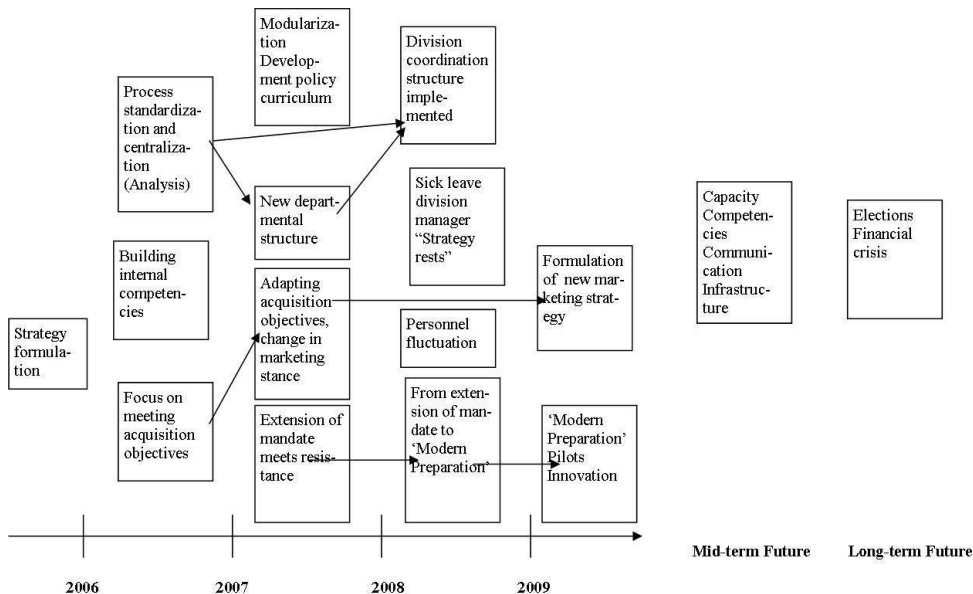 Strategy
formula-
tion
Process
standardiza-
tion and
centraliza-
tion
(Analysis)
Building
internal
competen-
cies
Focus on
meeting
acquisition
objectives
Modulariza-
tion
Develop-
ment policy
curriculum
New depart-
mental
structure
Adapting
acquisition
objectives,
change in
marketing
stance
Extension of
mandate
meets resis-
tance
Division
coordination
structure
imple-
mented
Sick leave
division
manager
“Strategy
rests”
Personnel
fluctuation
From exten-
sion of man-
date to
‘Modern
Preparation’
Formulation
of new mar-
keting strat-
egy
‘Modern
Preparation’
Pilots
Innovation
Capacity
Competen-
cies
Communi-
cation
Infrastruc-
ture
Elections
Financial
crisis
2006
2007
2008
2009
Mid-term Future
Long-term Future